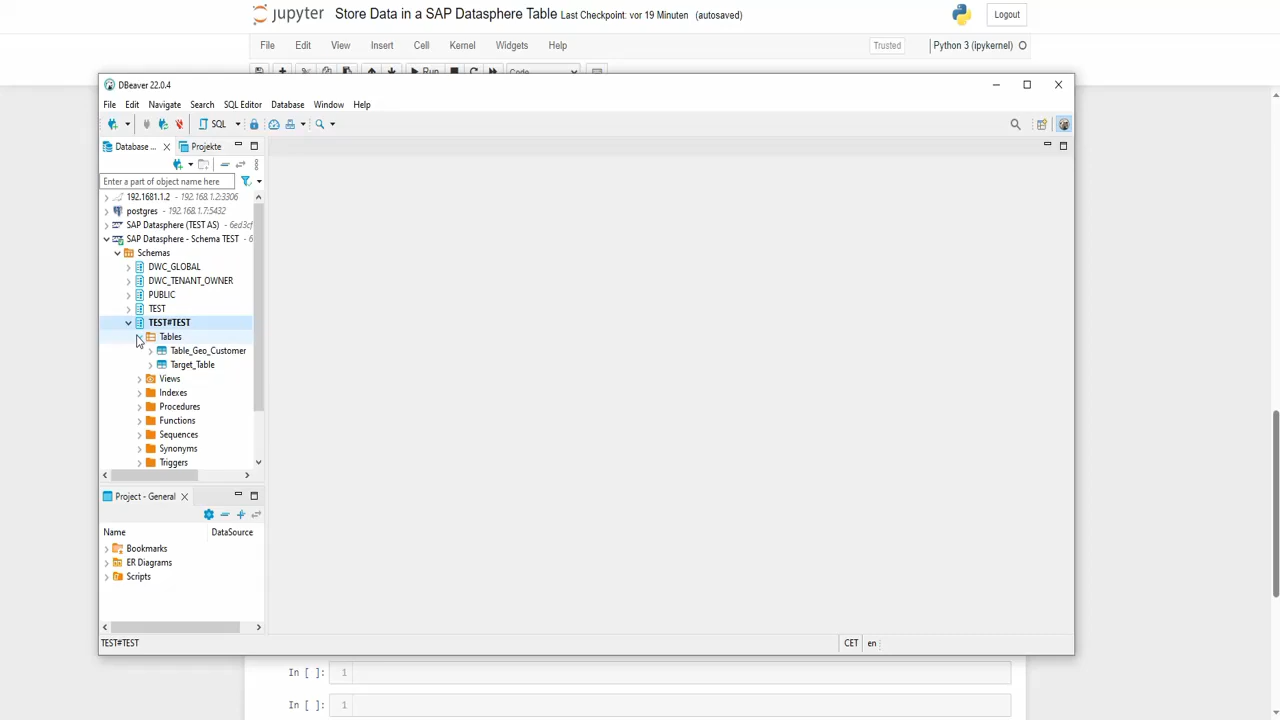 jupyter Store Data in a SAP Datasphere Table Last Checkpoint: vor 19 Minuten (autosaved)
Logout
File Edit View Insert Cell Kernel Widgets Help
Trusted
Python 3 (ipykernel)
Run
Code
DBeaver 22.0.4
File Edit Navigate Search SQL Editor Database Window Help
SQL
Database ...
Projekte
Enter a part of object name here
192.1681.1.2 - 192.168.1.2:3306
postgres - 192.168.1.7:5432
SAP Datasphere (TEST AS) - 6ed3cf
SAP Datasphere - Schema TEST - 6
Schemas
DWC_GLOBAL
DWC_TENANT_OWNER
PUBLIC
TEST
TEST#TEST
Tables
Table_Geo_Customer
Target_Table
Views
Indexes
Procedures
Functions
Sequences
Synonyms
Triggers
Project - General
Name DataSource
Bookmarks
ER Diagrams
Scripts
TEST#TEST
CET en
In [ ]: 1
In [ ]: 1